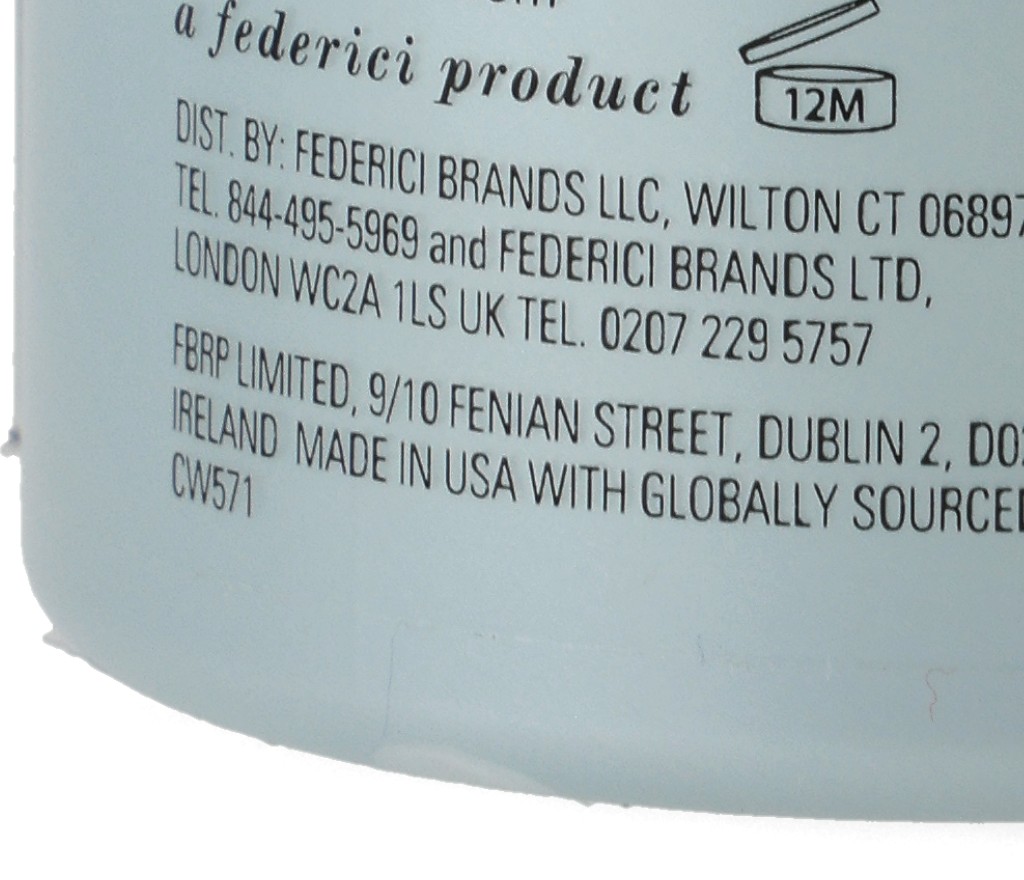 a federici product
12M
DIST. BY: FEDERICI BRANDS LLC, WILTON CT 06897
TEL. 844-495-5969 and FEDERICI BRANDS LTD,
LONDON WC2A 1LS UK TEL. 0207 229 5757
FBRP LIMITED, 9/10 FENIAN STREET, DUBLIN 2,
IRELAND MADE IN USA WITH GLOBALLY
CW571